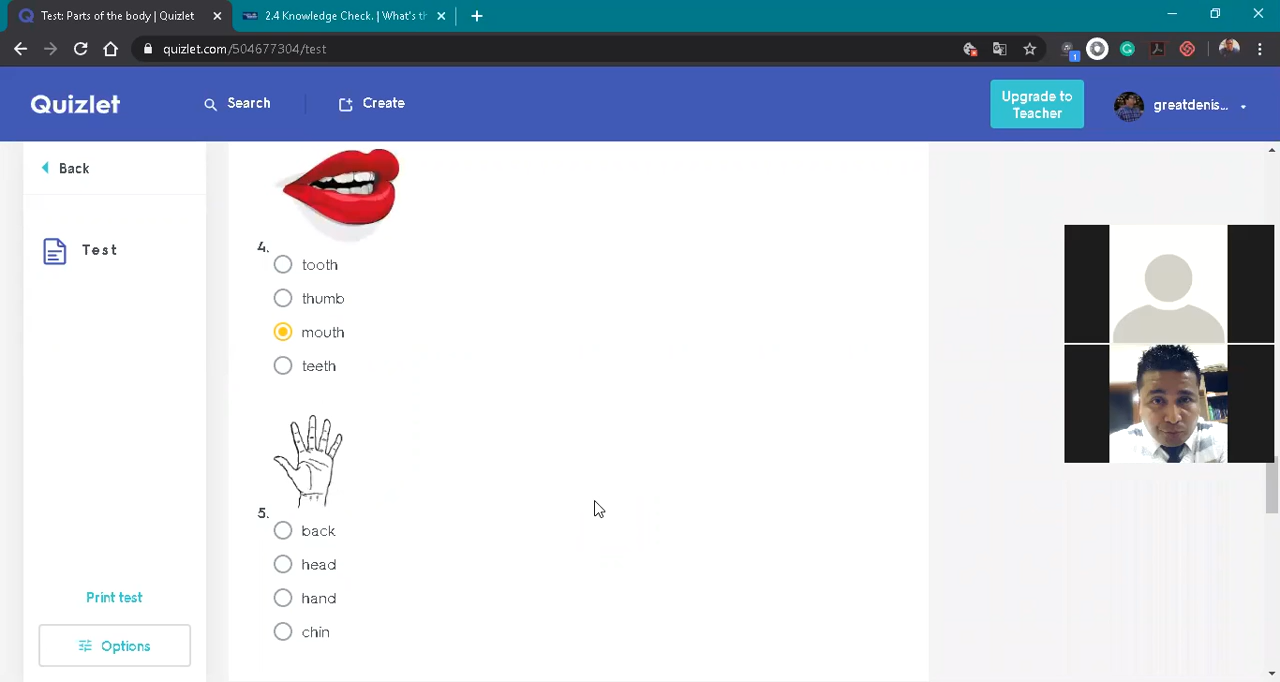 Test: Parts of the body | Quizlet
2.4 Knowledge Check. | What's th
quizlet.com/504677304/test
1
Quizlet
Search
Create
Upgrade to
Teacher
greatdenis...
Back
Test
4.
tooth
thumb
mouth
teeth
5.
back
head
hand
chin
Print test
Options